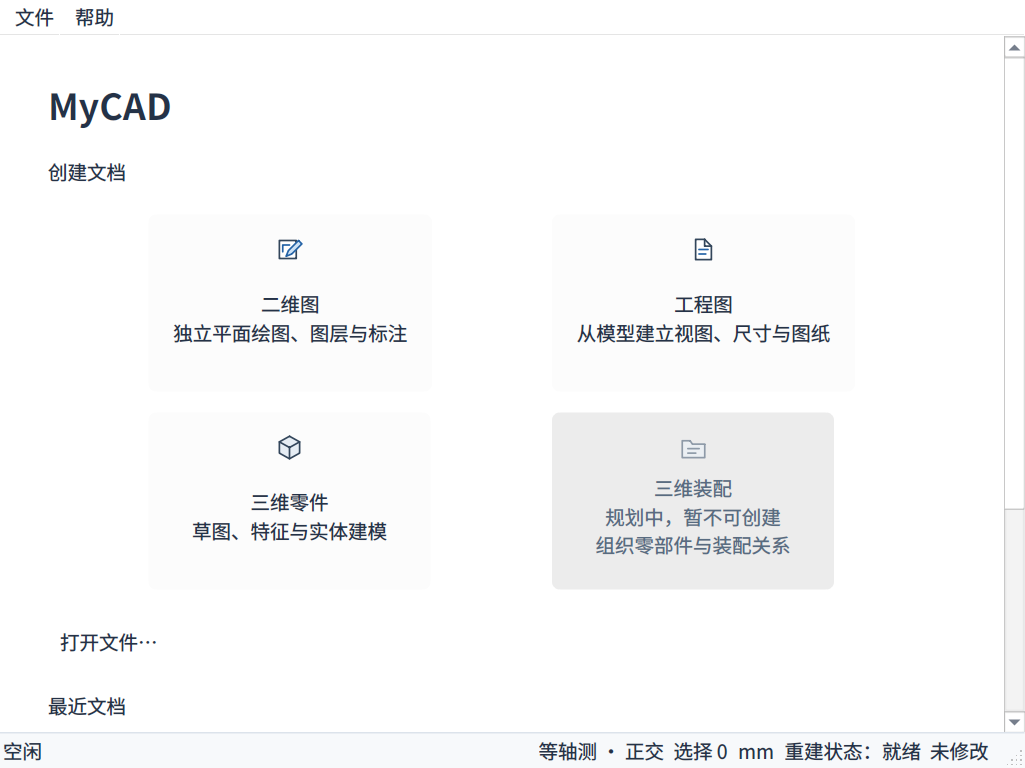 文件 帮助
MyCAD
创建文档
二维图
独立平面绘图、图层与标注
工程图
从模型建立视图、尺寸与图纸
三维零件
草图、特征与实体建模
三维装配
规划中，暂不可创建
组织零部件与装配关系
打开文件…
最近文档
空闲 等轴测 · 正交 选择 0 mm 重建状态：就绪 未修改